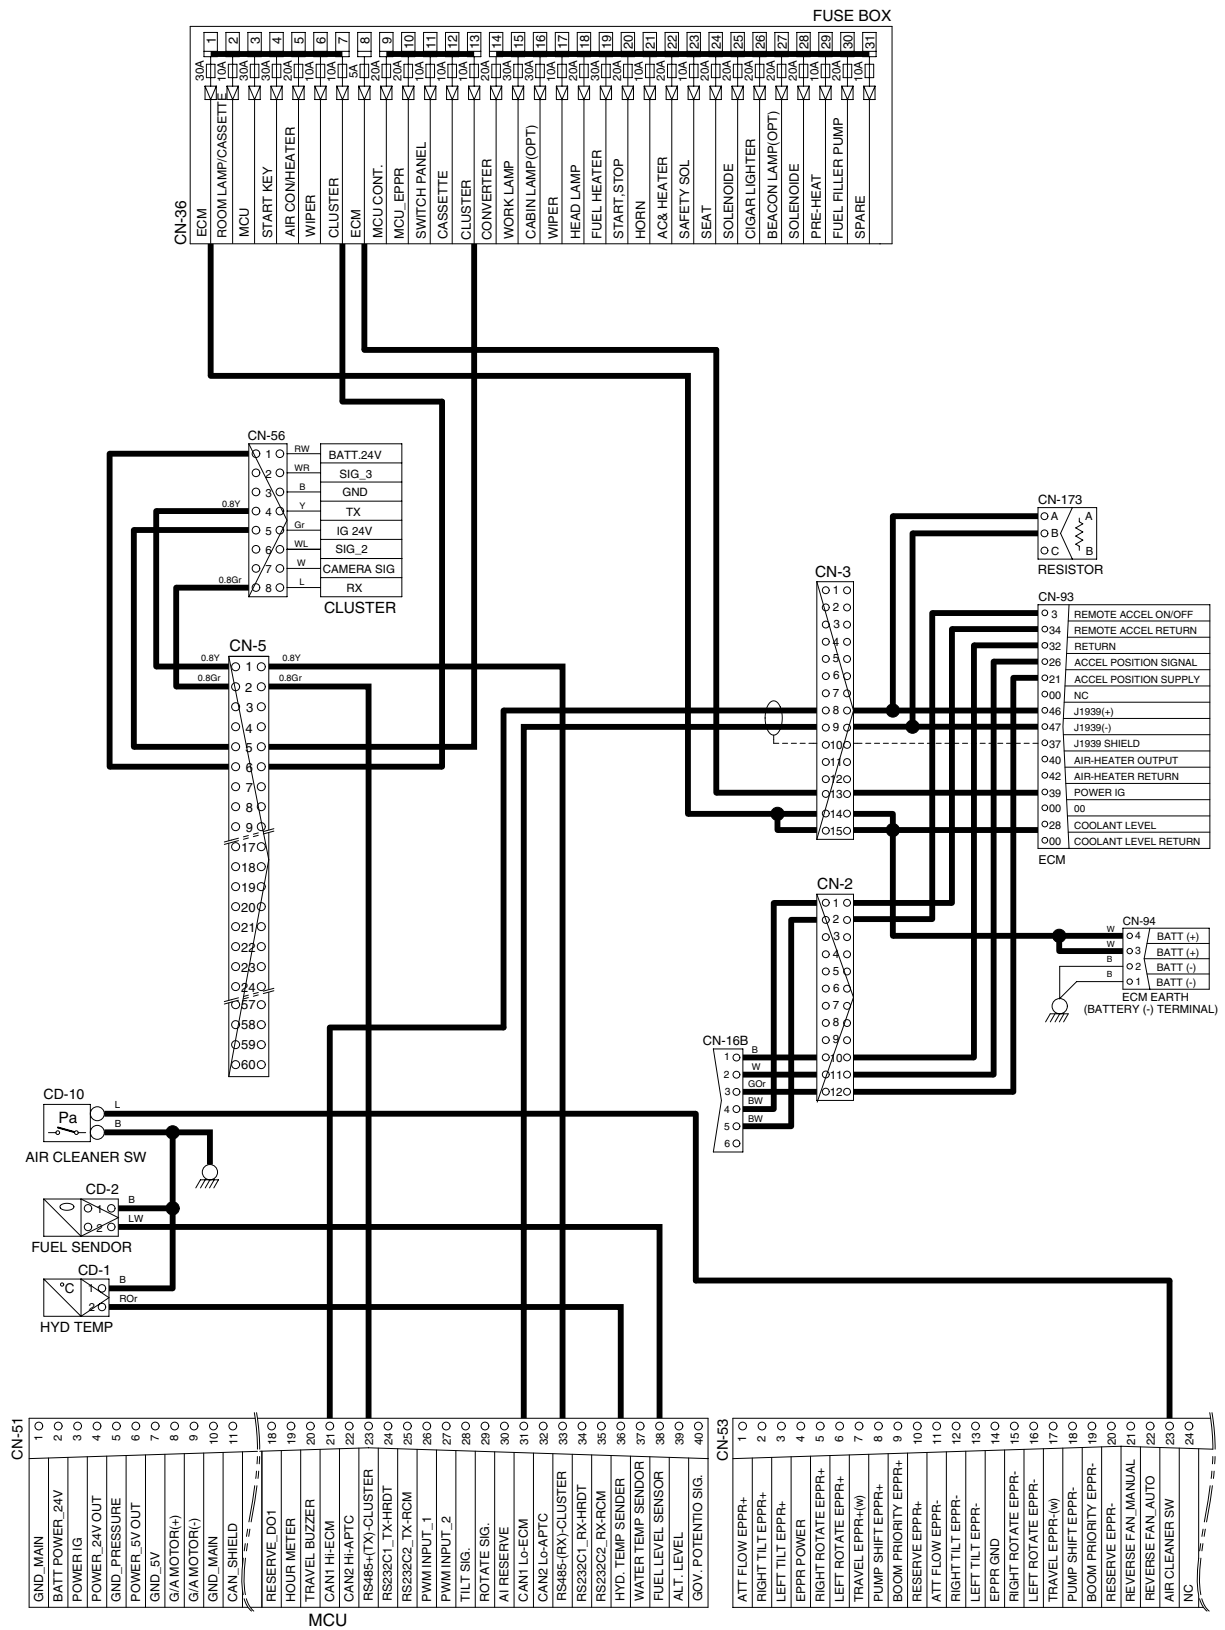 FUSE BOX
1 2 3 4 5 6 7 8 9 10 11 12 13 14 15 16 17 18 19 20 21 22 23 24 25 26 27 28 29 30 31
30A 10A 30A 30A 20A 10A 10A 5A 20A 20A 10A 10A 10A 20A 30A 20A 10A 10A 30A 20A 20A 20A 10A 20A 20A 20A 20A 20A 10A 20A 10A
CN-36
ECM
ROOM LAMP/CASSETTE
MCU
START KEY
AIR CON/HEATER
WIPER
CLUSTER
ECM
MCU CONT.
MCU_EPPR
SWITCH PANEL
CASSETTE
CLUSTER
CONVERTER
WORK LAMP
CABIN LAMP(OPT)
WIPER
HEAD LAMP
FUEL HEATER
START,STOP
HORN
AC& HEATER
SAFETY SOL
SEAT
SOLENOIDE
CIGAR LIGHTER
BEACON LAMP(OPT)
SOLENOIDE
PRE-HEAT
FUEL FILLER PUMP
SPARE
CN-56
1 RW BATT.24V
2 WR SIG_3
3 B GND
0.8Y 4 Y TX
5 Gr IG 24V
6 WL SIG_2
7 W CAMERA SIG
0.8Gr 8 L RX
CLUSTER
CN-5
0.8Y 1 0.8Y
0.8Gr 2 0.8Gr
3
4
5
6
7
8
9
17
18
19
20
21
22
23
24
57
58
59
60
CN-173
A A
B
C B
RESISTOR
CN-3
1
2
3
4
5
6
7
8
9
10
11
12
13
14
15
CN-93
3 REMOTE ACCEL ON/OFF
34 REMOTE ACCEL RETURN
32 RETURN
26 ACCEL POSITION SIGNAL
21 ACCEL POSITION SUPPLY
00 NC
46 J1939(+)
47 J1939(-)
37 J1939 SHIELD
40 AIR-HEATER OUTPUT
42 AIR-HEATER RETURN
39 POWER IG
00 00
28 COOLANT LEVEL
00 COOLANT LEVEL RETURN
ECM
CN-2
1
2
3
4
5
6
7
8
9
10
11
12
CN-94
W 4 BATT (+)
W 3 BATT (+)
B 2 BATT (-)
B 1 BATT (-)
ECM EARTH
(BATTERY (-) TERMINAL)
CN-16B
1 B
2 W
3 GOr
4 BW
5 BW
6
CD-10
Pa
L
B
AIR CLEANER SW
CD-2
1 B
2 LW
FUEL SENDOR
CD-1
°C
1 B
2 ROr
HYD TEMP
CN-51
1 GND_MAIN
2 BATT POWER_24V
3 POWER IG
4 POWER_24V OUT
5 GND_PRESSURE
6 POWER_5V OUT
7 GND_5V
8 G/A MOTOR(+)
9 G/A MOTOR(-)
10 GND_MAIN
11 CAN_SHIELD
18 RESERVE_DO1
19 HOUR METER
20 TRAVEL BUZZER
21 CAN1 Hi-ECM
22 CAN2 Hi-APTC
23 RS485+(TX)-CLUSTER
24 RS232C1_TX-HRDT
25 RS232C2_TX-RCM
26 PWM INPUT_1
27 PWM INPUT_2
28 TILT SIG.
29 ROTATE SIG.
30 AI RESERVE
31 CAN1 Lo-ECM
32 CAN2 Lo-APTC
33 RS485-(RX)-CLUSTER
34 RS232C1_RX-HRDT
35 RS232C2_RX-RCM
36 HYD. TEMP SENDER
37 WATER TEMP SENDOR
38 FUEL LEVEL SENSOR
39 ALT. LEVEL
40 GOV. POTENTIO SIG.
MCU
CN-53
1 ATT FLOW EPPR+
2 RIGHT TILT EPPR+
3 LEFT TILT EPPR+
4 EPPR POWER
5 RIGHT ROTATE EPPR+
6 LEFT ROTATE EPPR+
7 TRAVEL EPPR+(w)
8 PUMP SHIFT EPPR+
9 BOOM PRIORITY EPPR+
10 RESERVE EPPR+
11 ATT FLOW EPPR-
12 RIGHT TILT EPPR-
13 LEFT TILT EPPR-
14 EPPR GND
15 RIGHT ROTATE EPPR-
16 LEFT ROTATE EPPR-
17 TRAVEL EPPR-(w)
18 PUMP SHIFT EPPR-
19 BOOM PRIORITY EPPR-
20 RESERVE EPPR-
21 REVERSE FAN_MANUAL
22 REVERSE FAN_AUTO
23 AIR CLEANER SW
24 NC